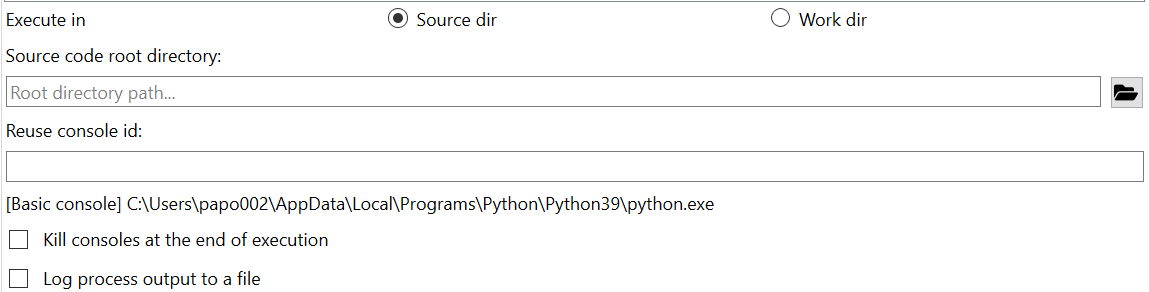 Execute in Source dir Work dir
Source code root directory:
Root directory path...
Reuse console id:
[Basic console] C:\Users\papo002\AppData\Local\Programs\Python\Python39\python.exe
Kill consoles at the end of execution
Log process output to a file